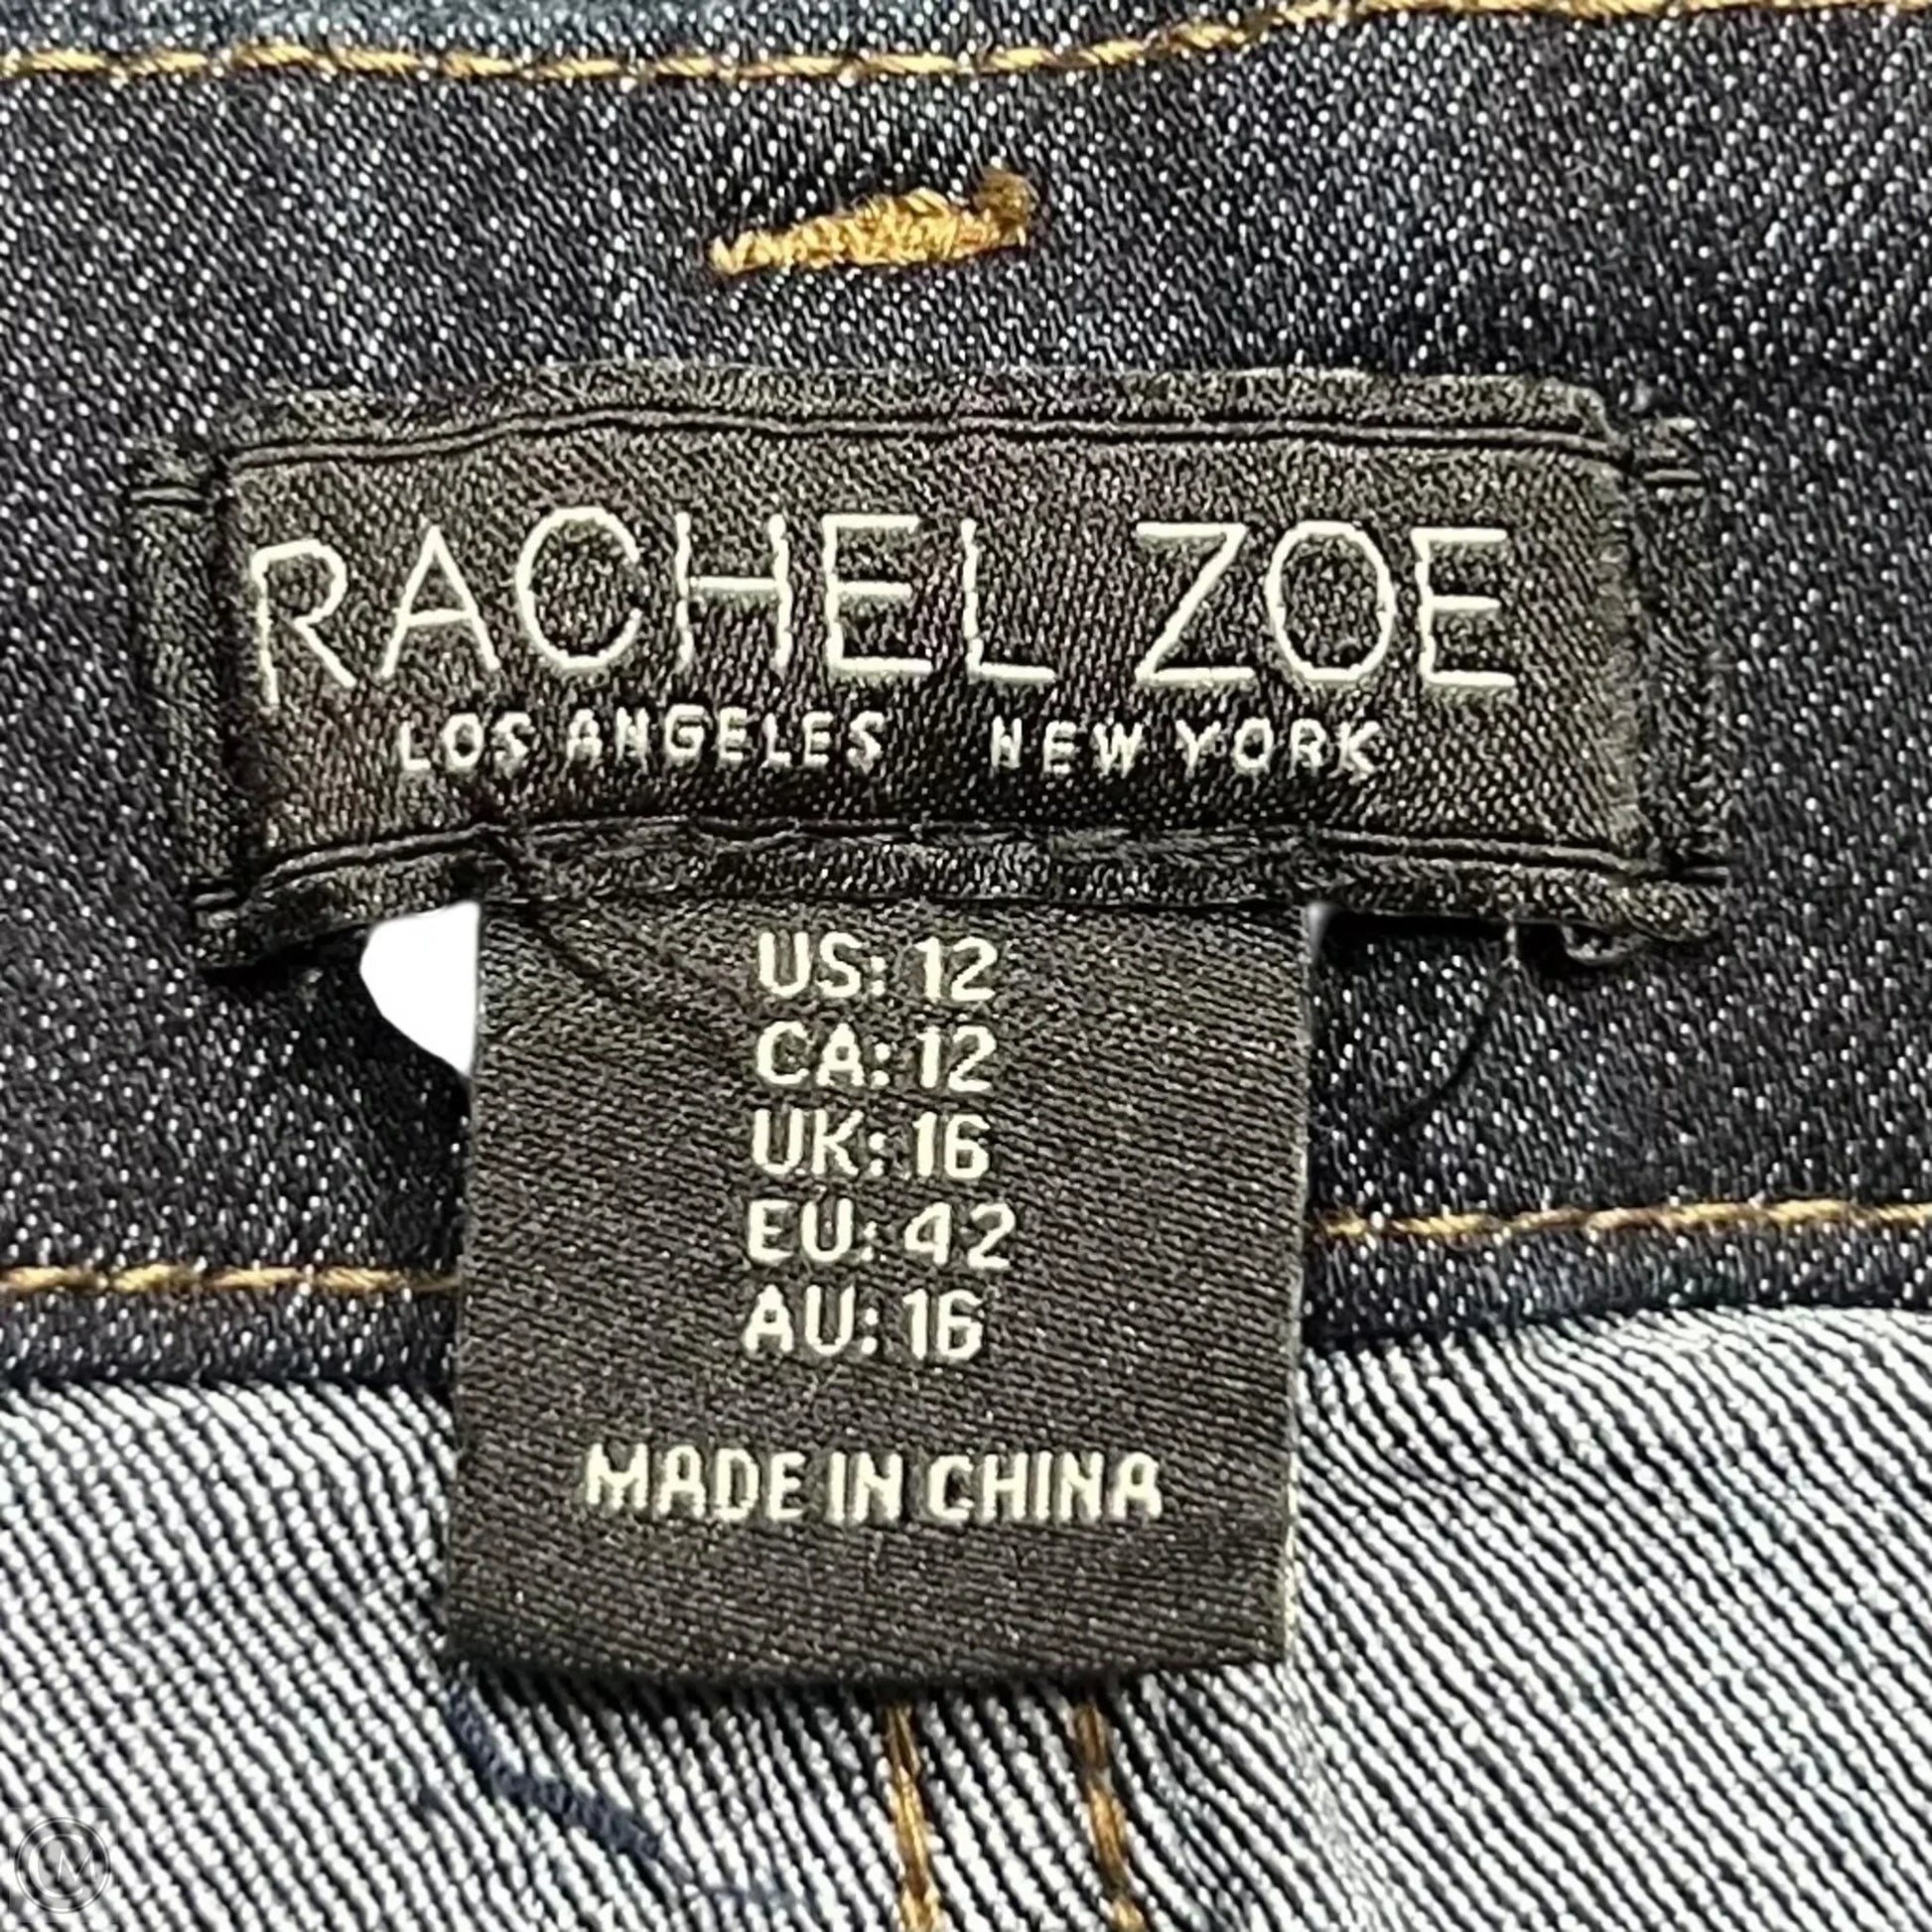 RACHEL ZOE
LOS ANGELES NEW YORK
US: 12
CA: 12
UK: 16
EU: 42
AU: 16
MADE IN CHINA